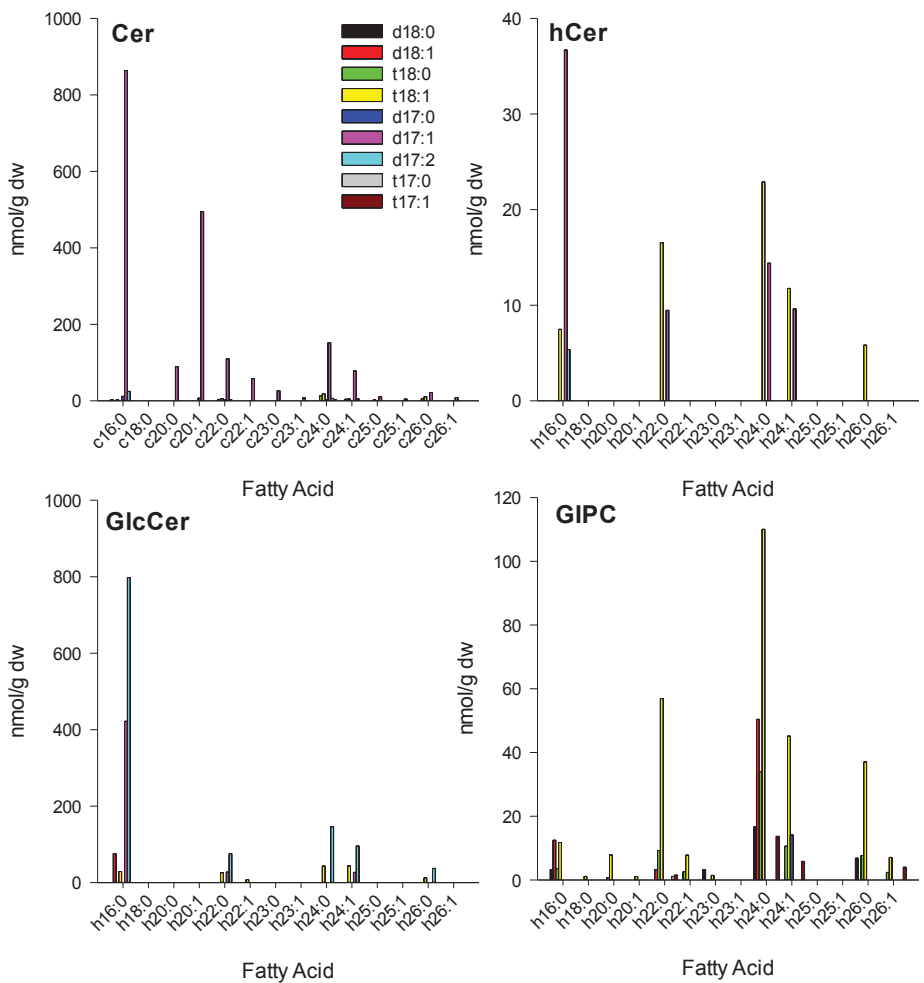 Cer
1000
800
600
400
200
0
nmol/g dw
d18:0
d18:1
t18:0
t18:1
d17:0
d17:1
d17:2
t17:0
t17:1
c16:0
c18:0
c20:0
c20:1
c22:0
c22:1
c23:0
c23:1
c24:0
c24:1
c25:0
c25:1
c26:0
c26:1
Fatty Acid
hCer
40
30
20
10
0
nmol/g dw
h16:0
h18:0
h20:0
h20:1
h22:0
h22:1
h23:0
h23:1
h24:0
h24:1
h25:0
h25:1
h26:0
h26:1
Fatty Acid
GlcCer
1000
800
600
400
200
0
nmol/g dw
h16:0
h18:0
h20:0
h20:1
h22:0
h22:1
h23:0
h23:1
h24:0
h24:1
h25:0
h25:1
h26:0
h26:1
Fatty Acid
GIPC
120
100
80
60
40
20
0
nmol/g dw
h16:0
h18:0
h20:0
h20:1
h22:0
h22:1
h23:0
h23:1
h24:0
h24:1
h25:0
h25:1
h26:0
h26:1
Fatty Acid